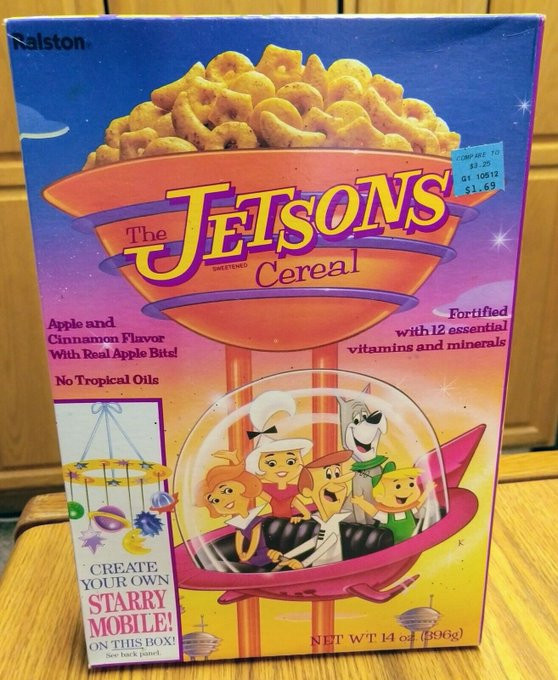 Ralston
COMPARE TO
$3.25
G1 10512
$1.69
The JETSONS
SWEETENED
Cereal
Apple and
Cinnamon Flavor
With Real Apple Bits!
No Tropical Oils
Fortified
with 12 essential
vitamins and minerals
CREATE
YOUR OWN
STARRY
MOBILE!
ON THIS BOX!
See back panel.
K
NET WT 14 oz. (396g)